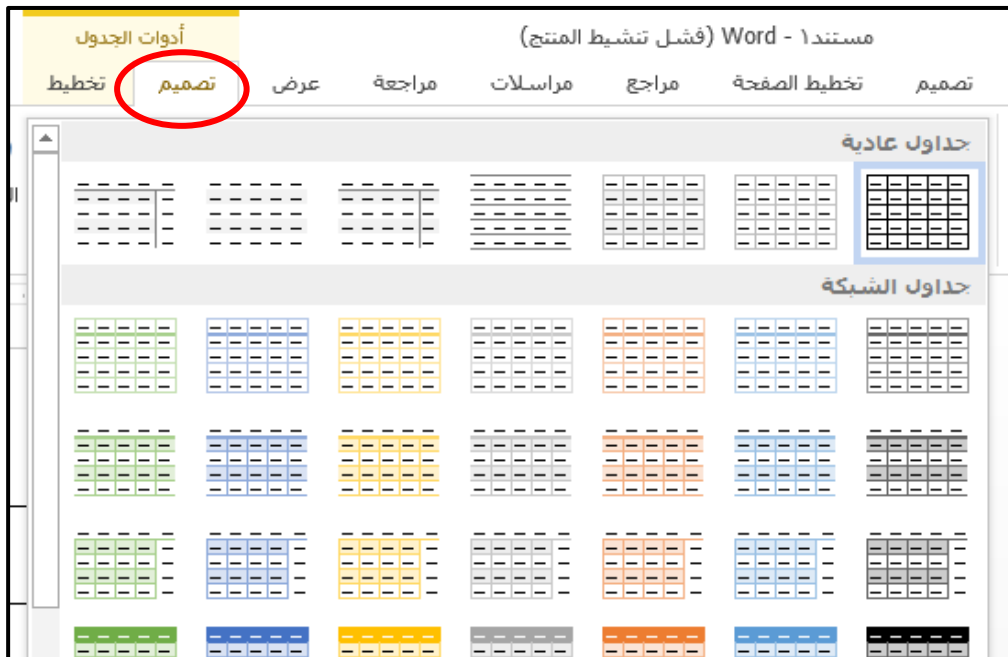 مستند١ - Word (فشل تنشيط المنتج)
أدوات الجدول
تصميم تخطيط الصفحة مراجع مراسلات مراجعة عرض تصميم تخطيط
جداول عادية
جداول الشبكة